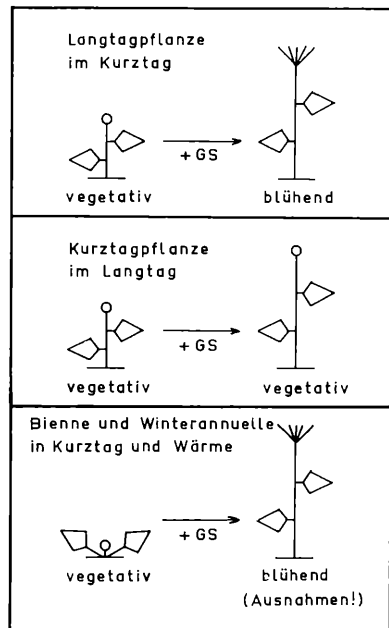 Langtagpflanze
im Kurztag
+GS
vegetativ
blühend
Kurztagpflanze
im Langtag
+GS
vegetativ
vegetativ
Bienne und Winterannuelle
in Kurztag und Wärme
+GS
vegetativ
blühend
(Ausnahmen!)